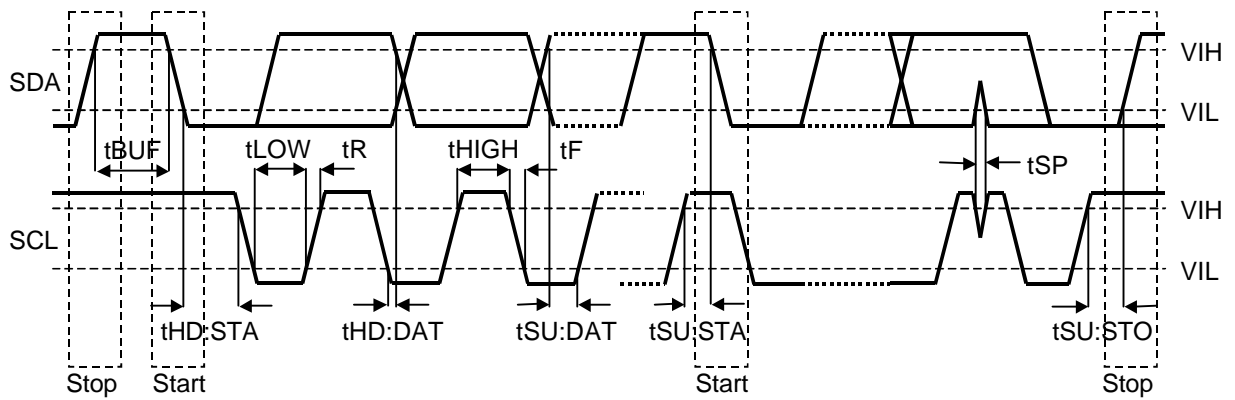 VIH
SDA
VIL
tBUF
tLOW
tR
tHIGH
tF
tSP
VIH
SCL
VIL
tHD:STA
tHD:DAT
tSU:DAT
tSU:STA
tSU:STO
Stop
Start
Start
Stop